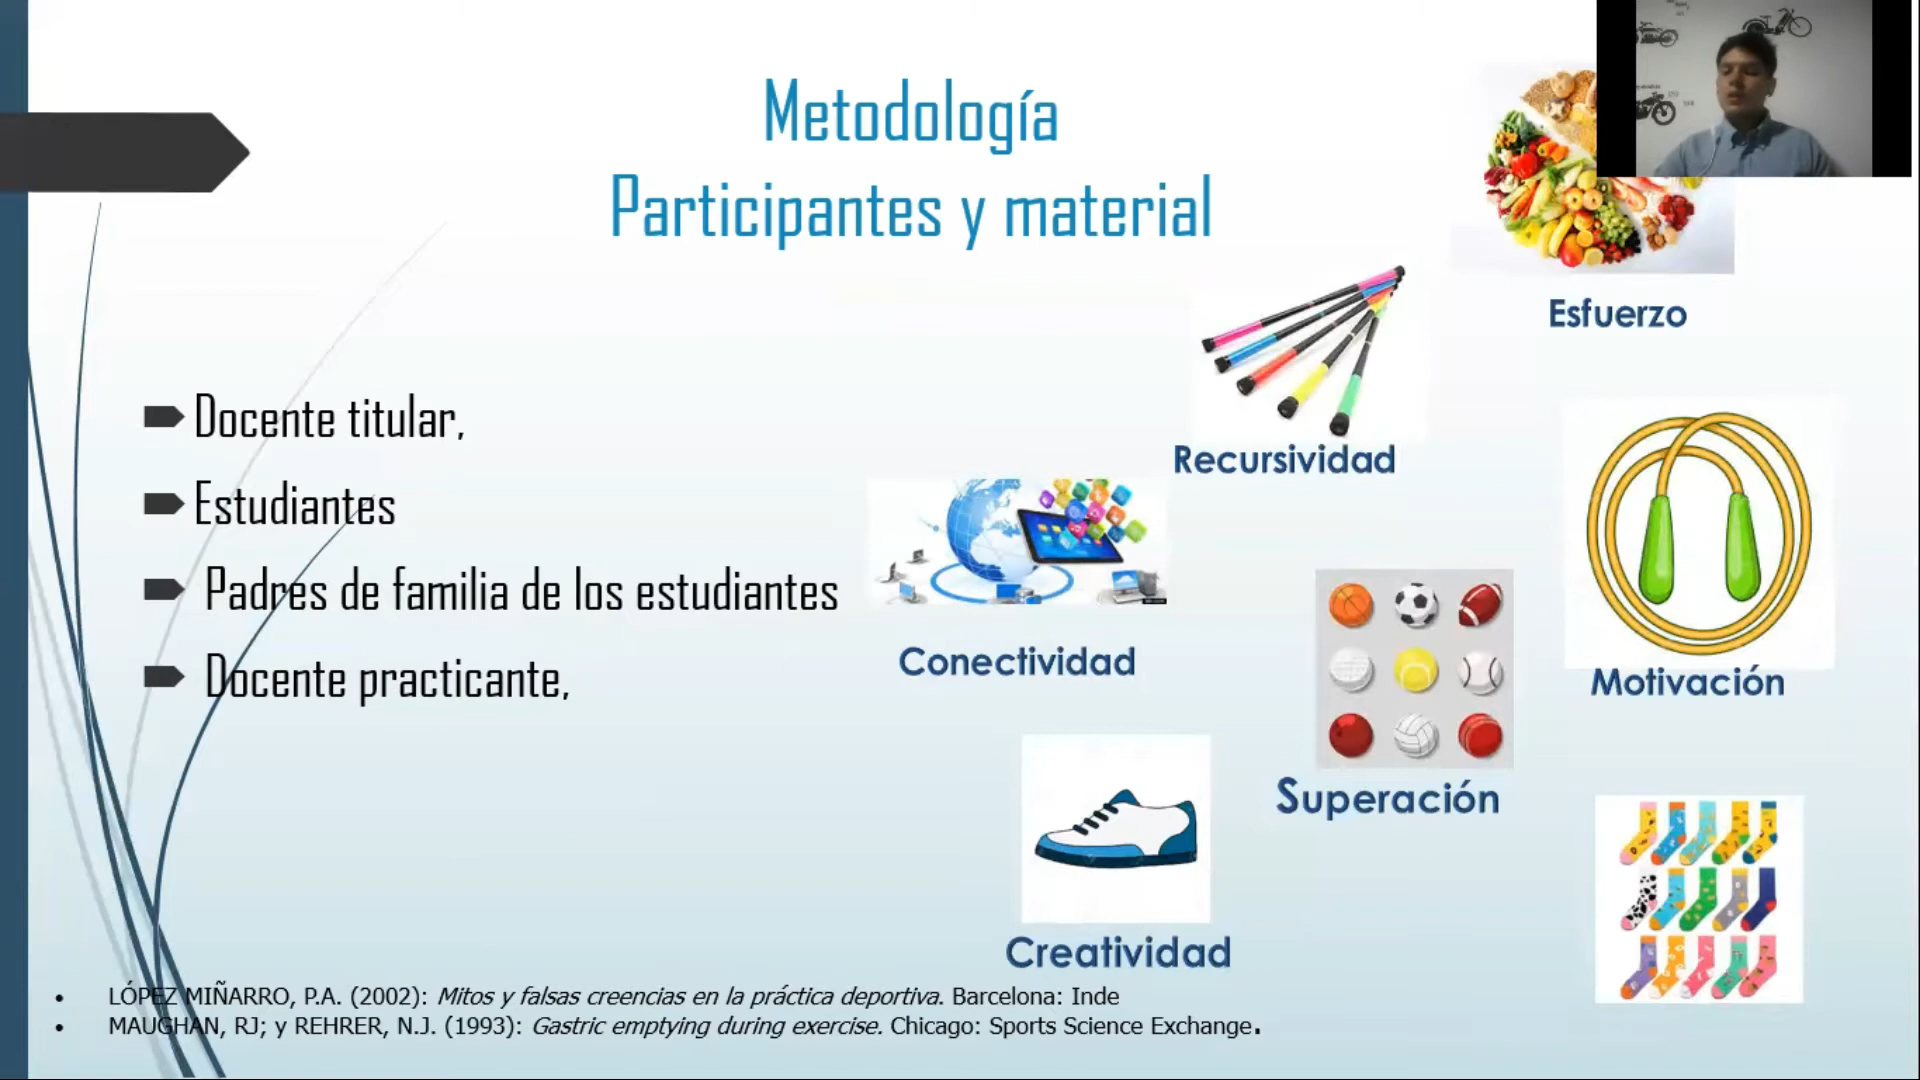 Metodología
Participantes y material
Docente titular,
Estudiantes
Padres de familia de los estudiantes
Docente practicante,
Esfuerzo
Recursividad
Conectividad
Motivación
Superación
Creatividad
• LÓPEZ MIÑARRO, P.A. (2002): Mitos y falsas creencias en la práctica deportiva. Barcelona: Inde
• MAUGHAN, RJ; y REHRER, N.J. (1993): Gastric emptying during exercise. Chicago: Sports Science Exchange.